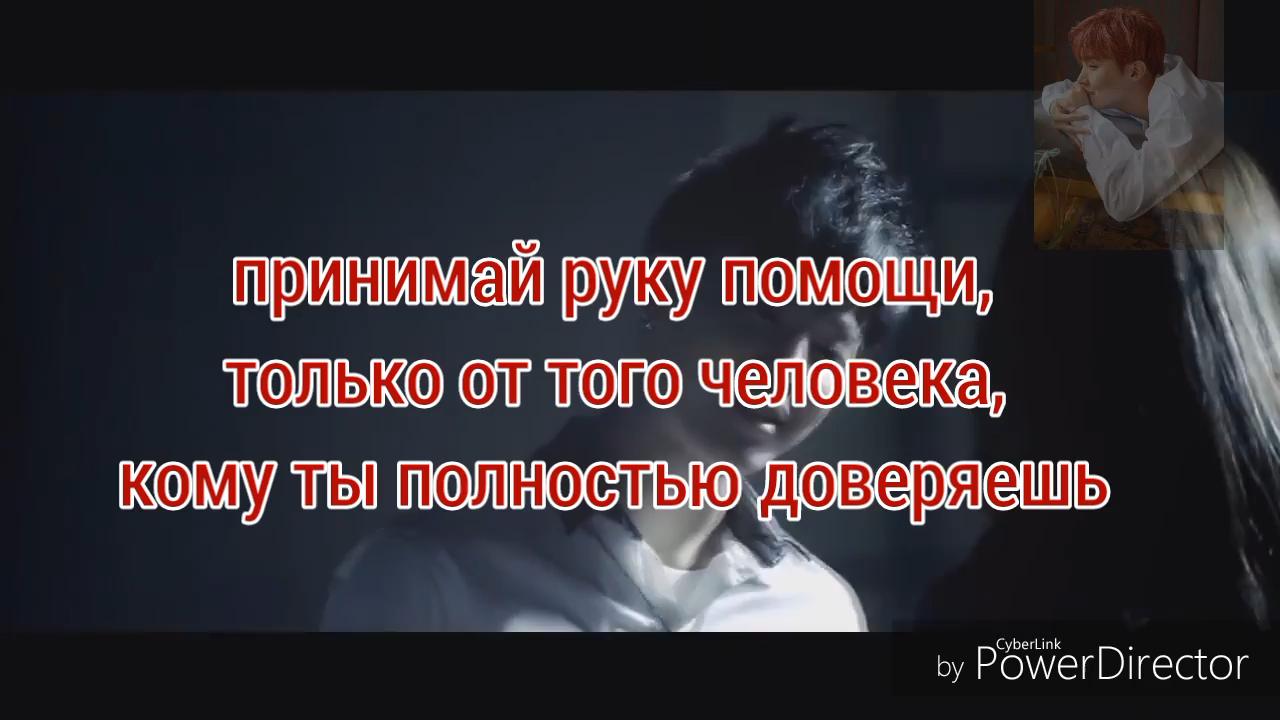 принимай руку помощи,
только от того человека,
кому ты полностью доверяешь
CyberLink
by PowerDirector